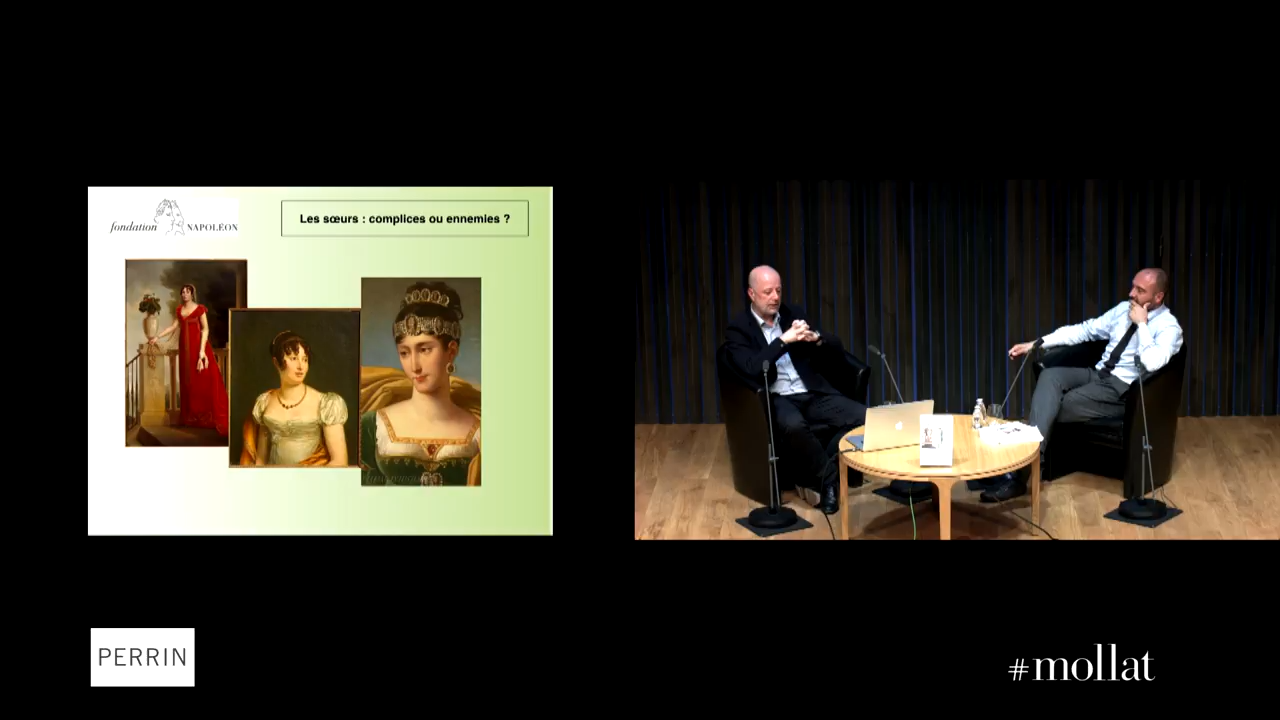 fondation NAPOLÉON
Les sœurs : complices ou ennemies ?
PERRIN
#mollat